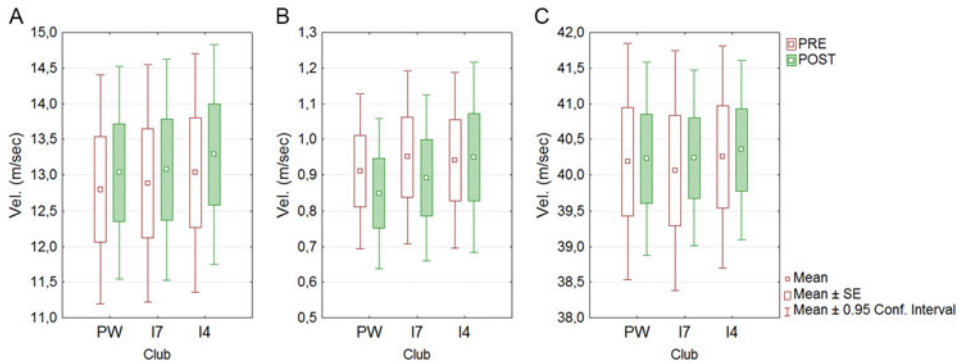 A
Vel. (m/sec)
15,0
14,5
14,0
13,5
13,0
12,5
12,0
11,5
11,0
PW I7 I4
Club
B
Vel. (m/sec)
1,3
1,2
1,1
1,0
0,9
0,8
0,7
0,6
0,5
PW I7 I4
Club
C
Vel. (m/sec)
42,0
41,5
41,0
40,5
40,0
39,5
39,0
38,5
38,0
PW I7 I4
Club
PRE
POST
Mean
Mean ± SE
Mean ± 0.95 Conf. Interval